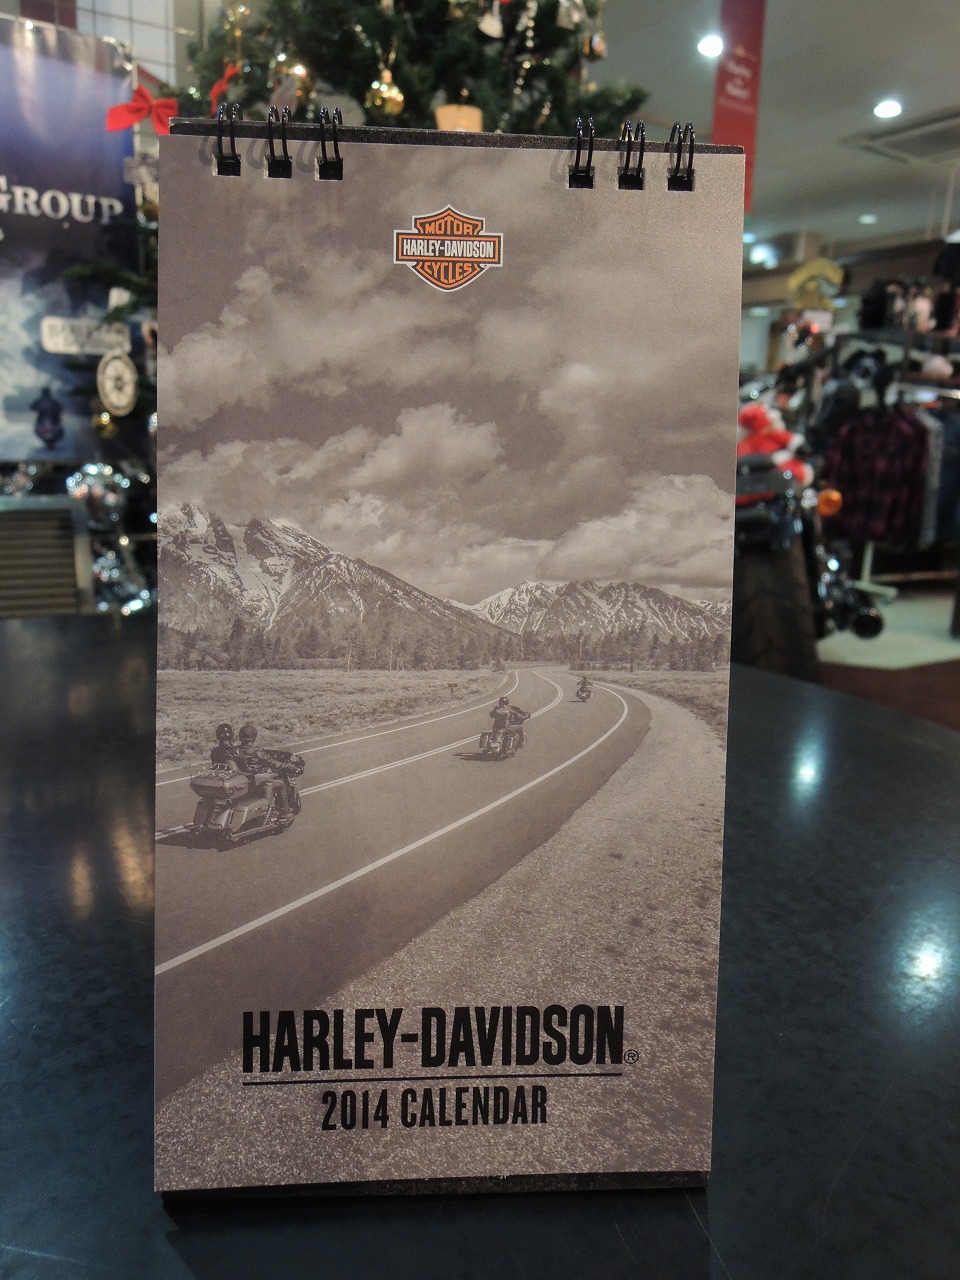 GROUP
MOTOR
HARLEY-DAVIDSON
CYCLES
HARLEY-DAVIDSON®
2014 CALENDAR